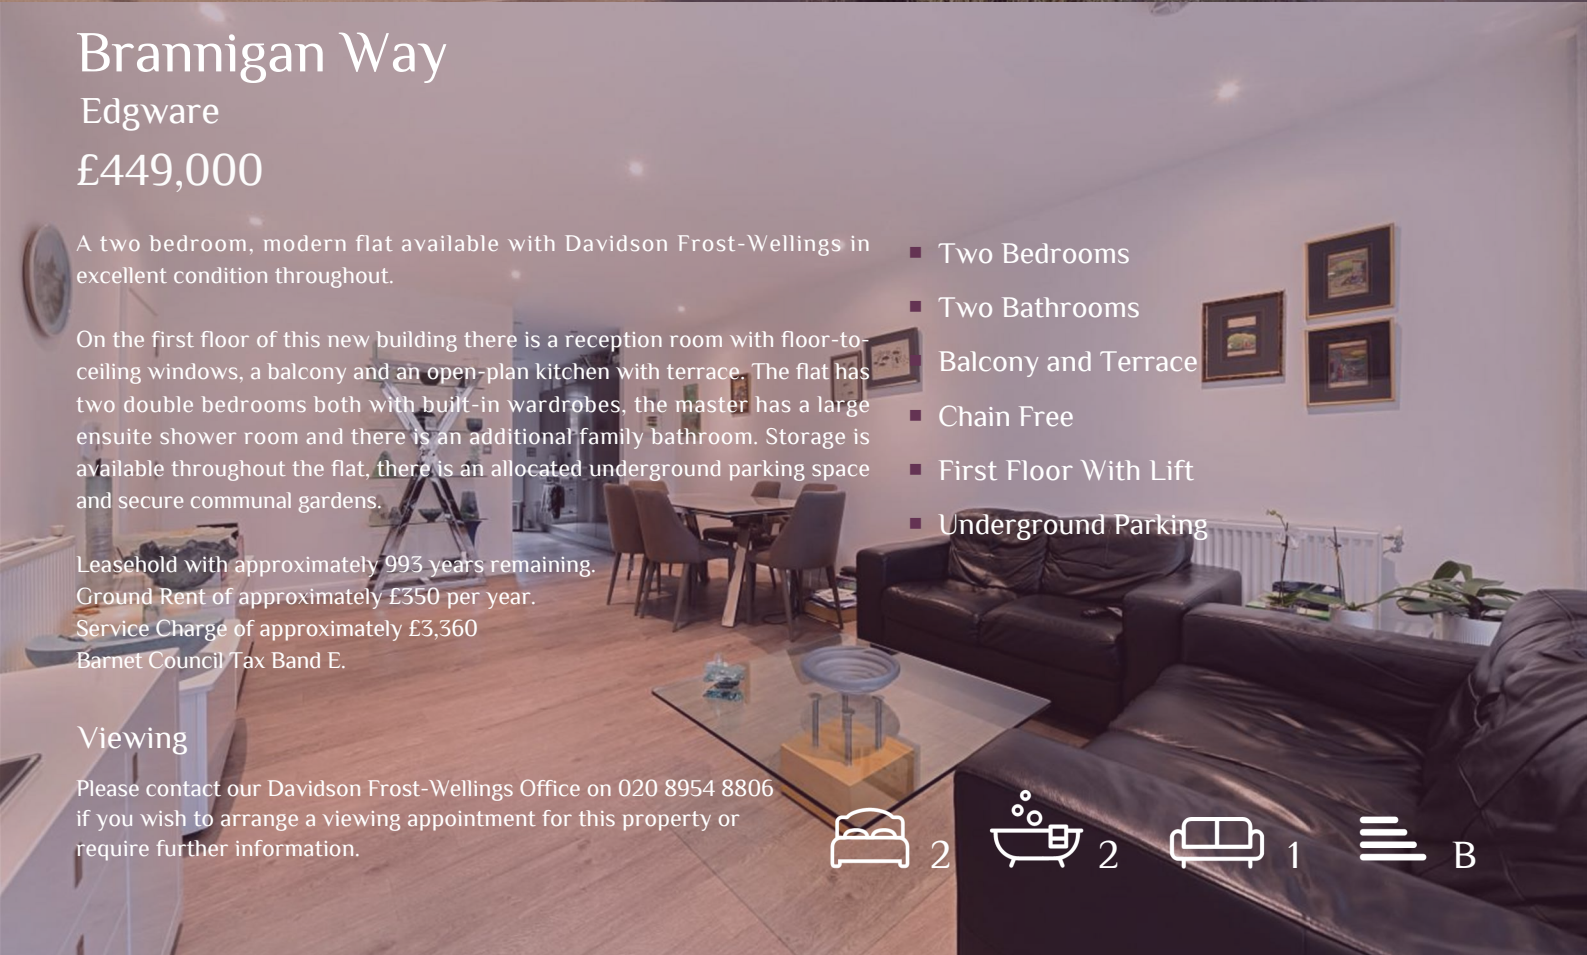 Brannigan Way
Edgware
£449,000
A two bedroom, modern flat available with Davidson Frost-Wellings in
excellent condition throughout.
On the first floor of this new building there is a reception room with floor-to-
ceiling windows, a balcony and an open-plan kitchen with terrace. The flat has
two double bedrooms both with built-in wardrobes, the master has a large
ensuite shower room and there is an additional family bathroom. Storage is
available throughout the flat, there is an allocated underground parking space
and secure communal gardens.
Leasehold with approximately 993 years remaining.
Ground Rent of approximately £350 per year.
Service Charge of approximately £3,360
Barnet Council Tax Band E.
Viewing
Please contact our Davidson Frost-Wellings Office on 020 8954 8806
if you wish to arrange a viewing appointment for this property or
require further information.
Two Bedrooms
Two Bathrooms
Balcony and Terrace
Chain Free
First Floor With Lift
Underground Parking
2 2 1 B